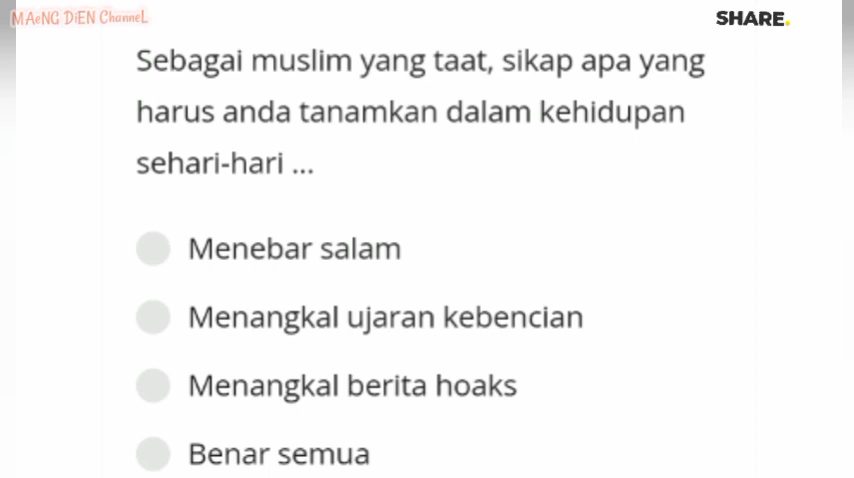 MAeNG DiEN ChanneL
SHARE.
Sebagai muslim yang taat, sikap apa yang
harus anda tanamkan dalam kehidupan
sehari-hari ...
Menebar salam
Menangkal ujaran kebencian
Menangkal berita hoaks
Benar semua